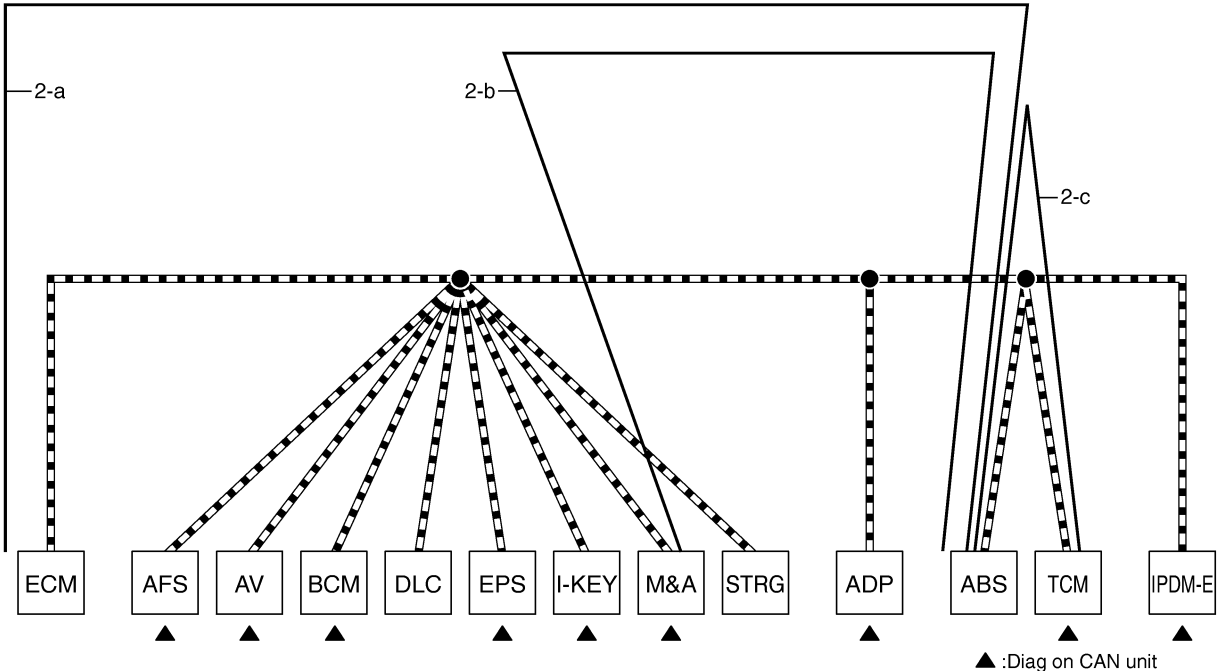 2-a
2-b
2-c
ECM
AFS
AV
BCM
DLC
EPS
I-KEY
M&A
STRG
ADP
ABS
TCM
IPDM-E
▲ :Diag on CAN unit